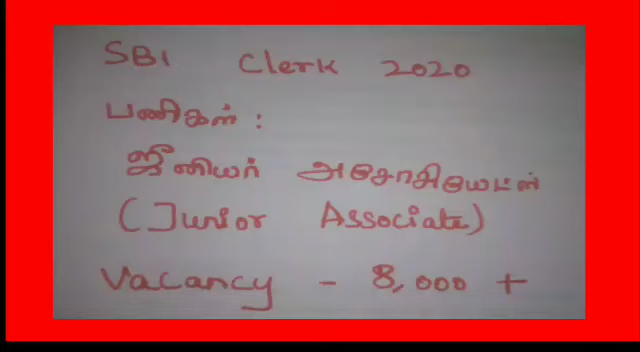 SBI Clerk 2020
பணிகள் :
ஜீனியர் அசோசியேட்ஸ்
(Junior Associate)
Vacancy - 8,000 +